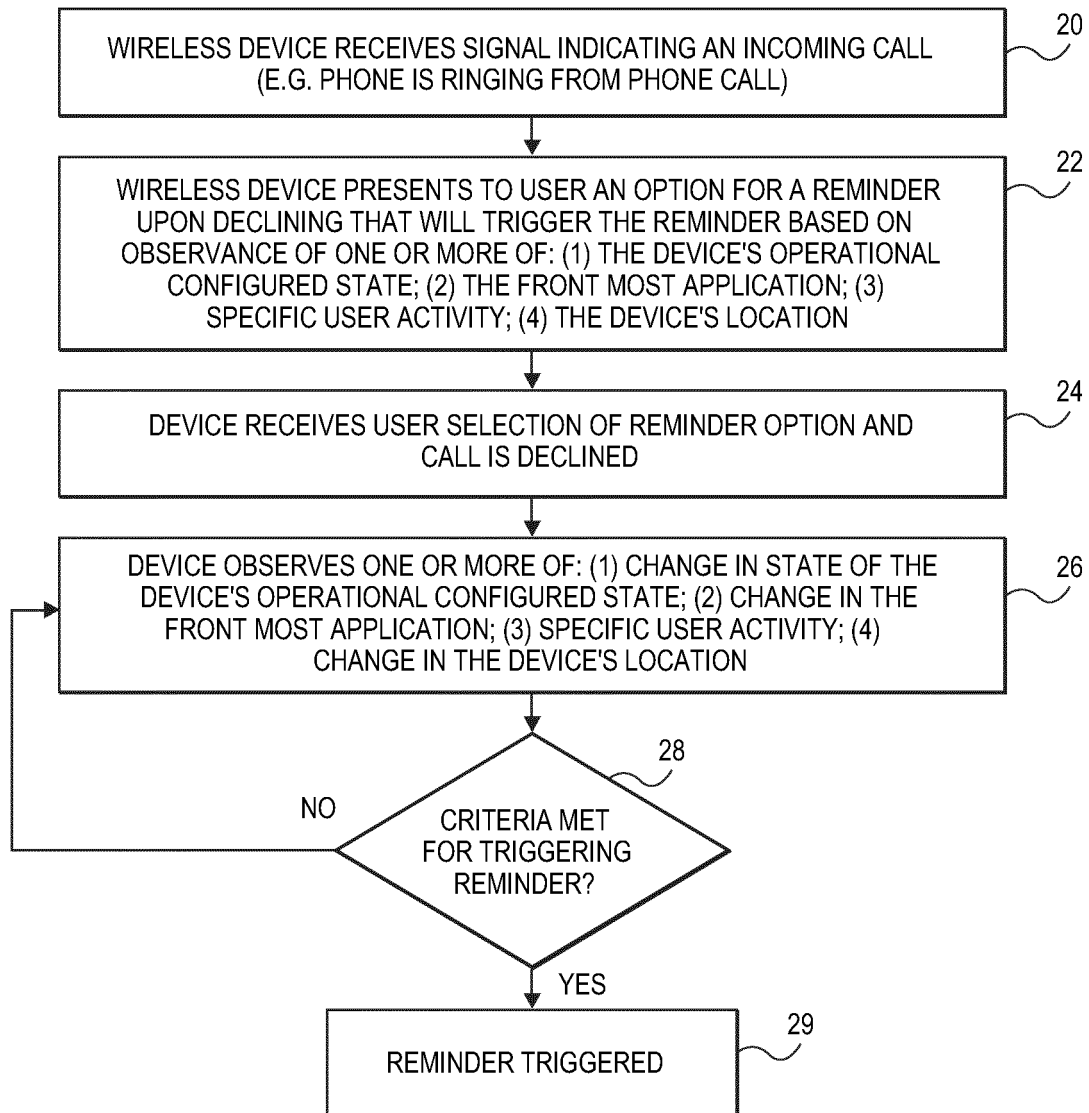 WIRELESS DEVICE RECEIVES SIGNAL INDICATING AN INCOMING CALL
(E.G. PHONE IS RINGING FROM PHONE CALL)
20
WIRELESS DEVICE PRESENTS TO USER AN OPTION FOR A REMINDER
UPON DECLINING THAT WILL TRIGGER THE REMINDER BASED ON
OBSERVANCE OF ONE OR MORE OF: (1) THE DEVICE'S OPERATIONAL
CONFIGURED STATE; (2) THE FRONT MOST APPLICATION; (3)
SPECIFIC USER ACTIVITY; (4) THE DEVICE'S LOCATION
22
DEVICE RECEIVES USER SELECTION OF REMINDER OPTION AND
CALL IS DECLINED
24
DEVICE OBSERVES ONE OR MORE OF: (1) CHANGE IN STATE OF THE
DEVICE'S OPERATIONAL CONFIGURED STATE; (2) CHANGE IN THE
FRONT MOST APPLICATION; (3) SPECIFIC USER ACTIVITY; (4)
CHANGE IN THE DEVICE'S LOCATION
26
28
NO
CRITERIA MET
FOR TRIGGERING
REMINDER?
YES
REMINDER TRIGGERED
29